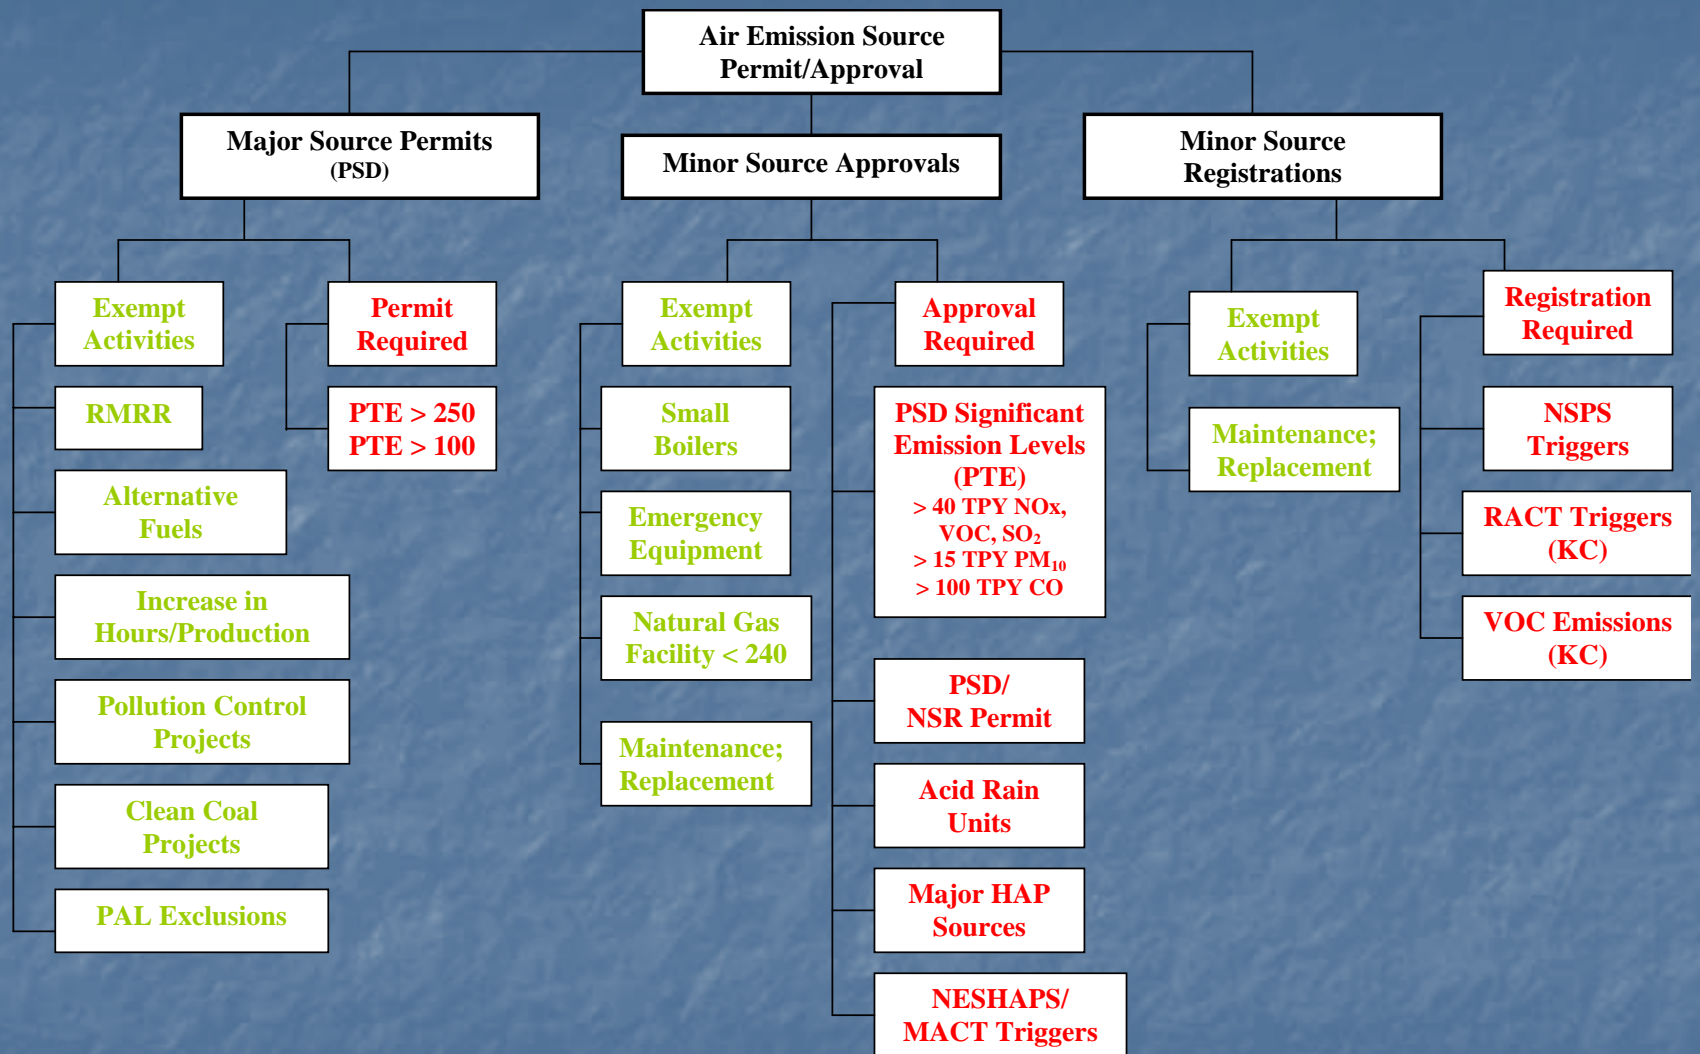 Air Emission Source
Permit/Approval
Major Source Permits
(PSD)
Minor Source Approvals
Minor Source
Registrations
Exempt
Activities
RMRR
Alternative
Fuels
Increase in
Hours/Production
Pollution Control
Projects
Clean Coal
Projects
PAL Exclusions
Permit
Required
PTE > 250
PTE > 100
Exempt
Activities
Small
Boilers
Emergency
Equipment
Natural Gas
Facility < 240
Maintenance;
Replacement
Approval
Required
PSD Significant
Emission Levels
(PTE)
> 40 TPY NOx,
VOC, SO₂
> 15 TPY PM₁₀
> 100 TPY CO
PSD/
NSR Permit
Acid Rain
Units
Major HAP
Sources
NESHAPS/
MACT Triggers
Exempt
Activities
Maintenance;
Replacement
Registration
Required
NSPS
Triggers
RACT Triggers
(KC)
VOC Emissions
(KC)